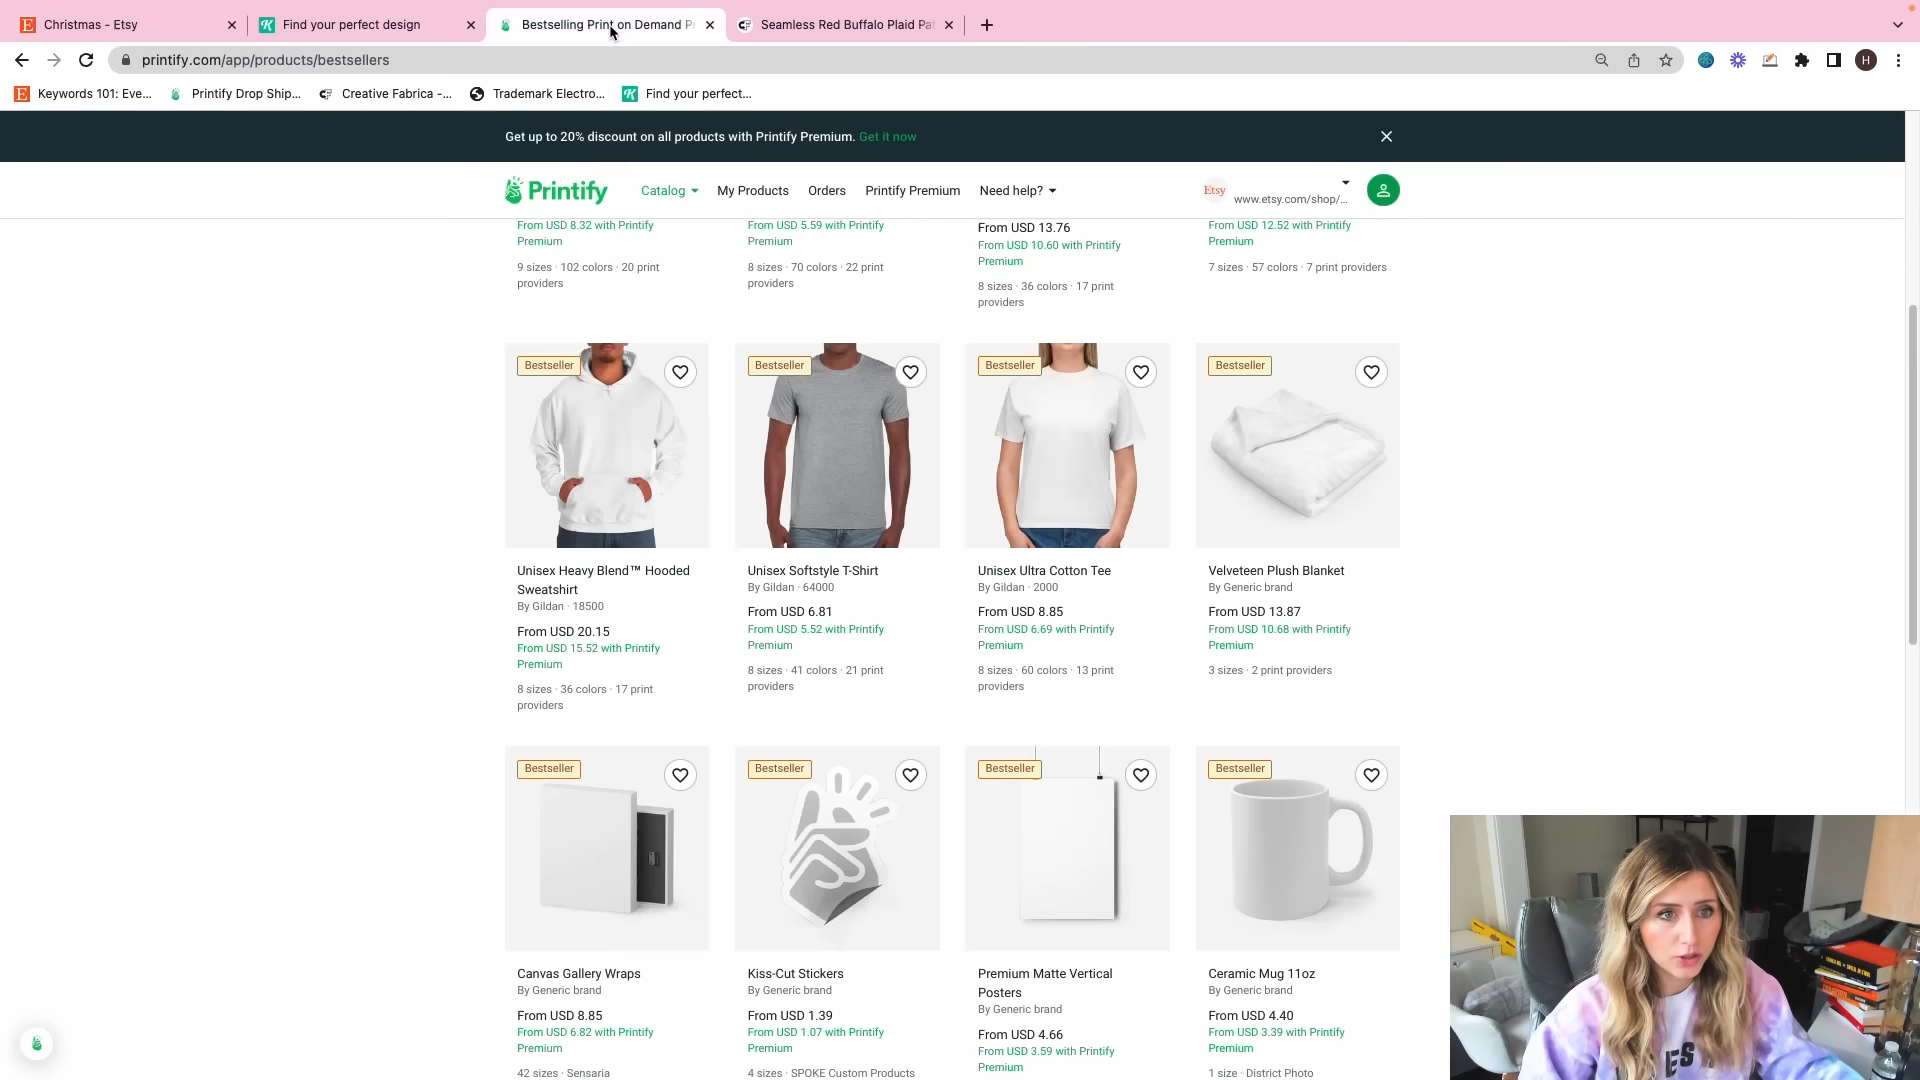 Christmas - Etsy
Find your perfect design
Bestselling Print on Demand Pr
Seamless Red Buffalo Plaid Pa
printify.com/app/products/bestsellers
H
Keywords 101: Eve...
Printify Drop Ship...
Creative Fabrica -...
Trademark Electro...
Find your perfect...
Get up to 20% discount on all products with Printify Premium. Get it now
Printify
Catalog
My Products
Orders
Printify Premium
Need help?
Etsy
www.etsy.com/shop/...
From USD 8.32 with Printify
Premium
9 sizes · 102 colors · 20 print
providers
From USD 5.59 with Printify
Premium
8 sizes · 70 colors · 22 print
providers
From USD 13.76
From USD 10.60 with Printify
Premium
8 sizes · 36 colors · 17 print
providers
From USD 12.52 with Printify
Premium
7 sizes · 57 colors · 7 print providers
Bestseller
Unisex Heavy Blend™ Hooded
Sweatshirt
By Gildan · 18500
From USD 20.15
From USD 15.52 with Printify
Premium
8 sizes · 36 colors · 17 print
providers
Bestseller
Unisex Softstyle T-Shirt
By Gildan · 64000
From USD 6.81
From USD 5.52 with Printify
Premium
8 sizes · 41 colors · 21 print
providers
Bestseller
Unisex Ultra Cotton Tee
By Gildan · 2000
From USD 8.85
From USD 6.69 with Printify
Premium
8 sizes · 60 colors · 13 print
providers
Bestseller
Velveteen Plush Blanket
By Generic brand
From USD 13.87
From USD 10.68 with Printify
Premium
3 sizes · 2 print providers
Bestseller
Canvas Gallery Wraps
By Generic brand
From USD 8.85
From USD 6.82 with Printify
Premium
42 sizes · Sensaria
Bestseller
Kiss-Cut Stickers
By Generic brand
From USD 1.39
From USD 1.07 with Printify
Premium
4 sizes · SPOKE Custom Products
Bestseller
Premium Matte Vertical
Posters
By Generic brand
From USD 4.66
From USD 3.59 with Printify
Premium
Bestseller
Ceramic Mug 11oz
By Generic brand
From USD 4.40
From USD 3.39 with Printify
Premium
1 size · District Photo